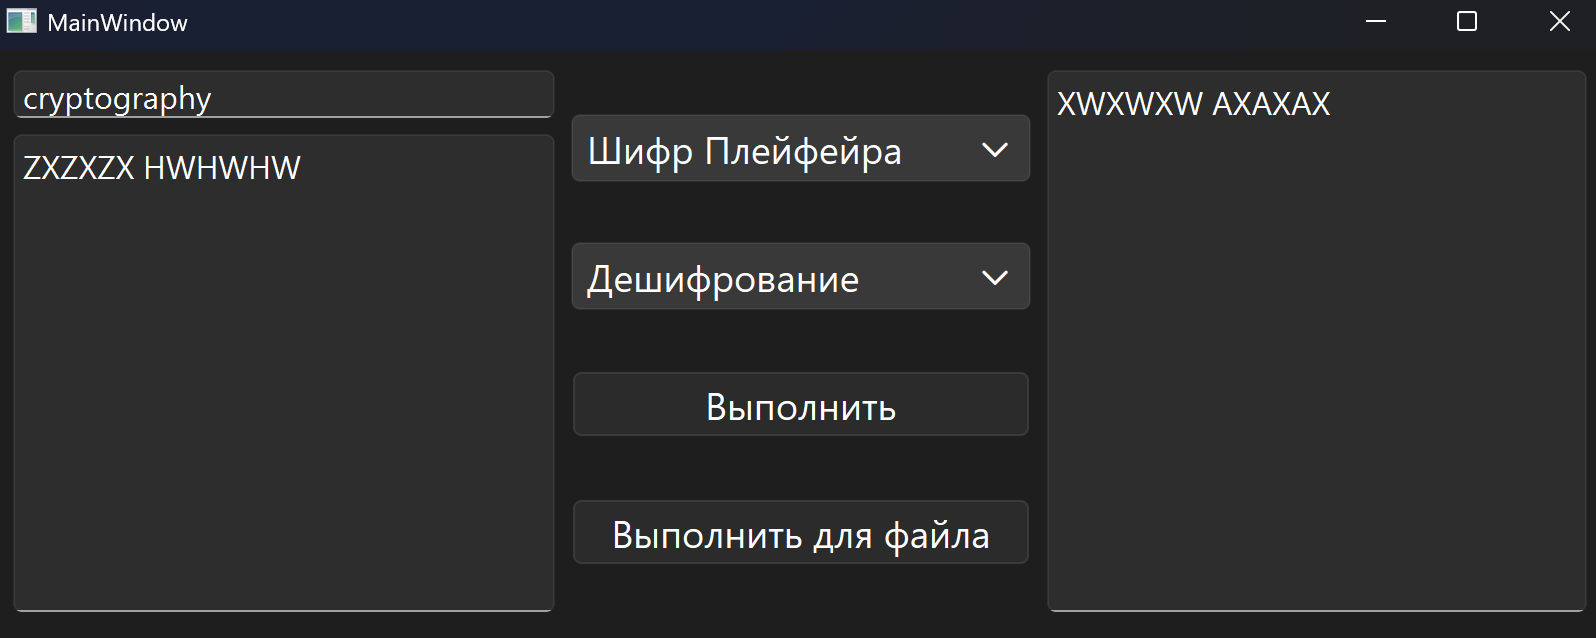 MainWindow
cryptography
ZXZXZX HWHWHW
Шифр Плейфейра
Дешифрование
Выполнить
Выполнить для файла
XWXWXW AXAXAX